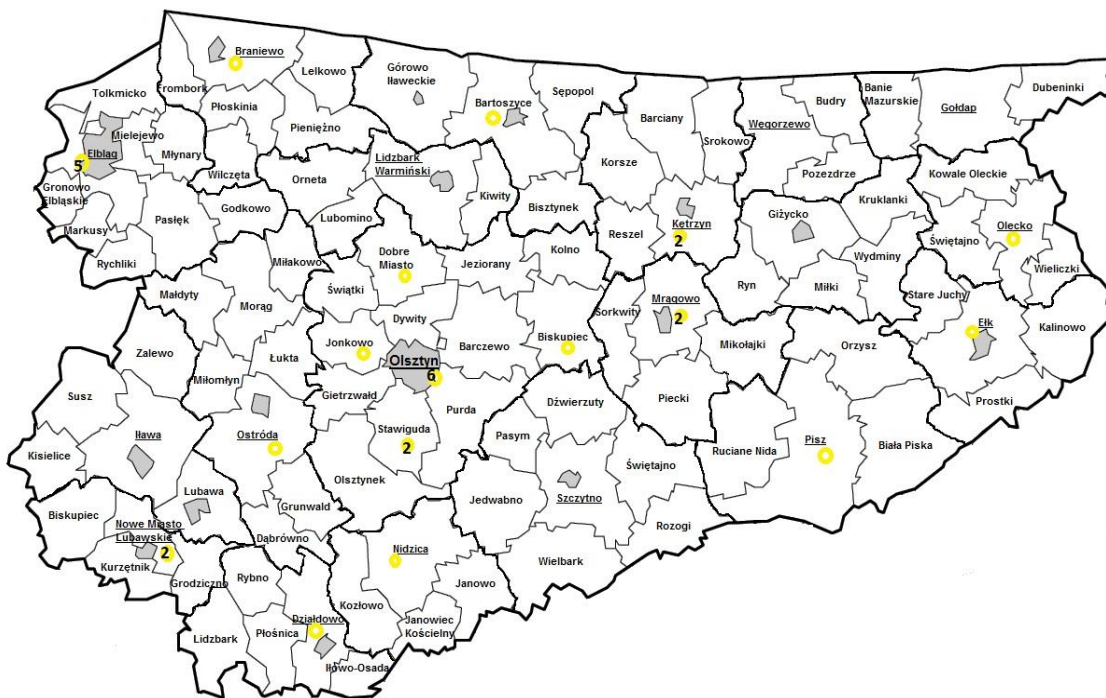 Braniewo
Lelkowo
Górowo
Iławeckie
Sępopol
Tolkmicko
Frombork
Płoskinia
Bartoszyce
Barciany
Banie
Mazurskie
Budry
Gołdap
Dubeninki
Węgorzewo
Mielejewo
Pieniężno
Srokowo
Elbląg
Młynary
5
Lidzbark
Warmiński
Korsze
Pozezdrze
Kowale Oleckie
Wilczęta
Orneta
Gronowo
Elbląskie
Kiwity
Bisztynek
Kruklanki
Godkowo
Lubomino
Pasłęk
Giżycko
Kętrzyn
2
Reszel
Markusy
Olecko
Świętajno
Rychliki
Miłakowo
Dobre
Miasto
Jeziorany
Kolno
Wydminy
Wieliczki
Świątki
Ryn
Miłki
Małdyty
Morąg
Mrągowo
2
Stare Juchy
Sorkwity
Dywity
Ełk
Kalinowo
Zalewo
Łukta
Jonkowo
Barczewo
Biskupiec
Mikołajki
Orzysz
Olsztyn
6
Miłomłyn
Gietrzwałd
Susz
Dźwierzuty
Piecki
Prostki
Purda
Stawiguda
2
Iława
Ostróda
Pasym
Pisz
Biała Piska
Kisielice
Ruciane Nida
Świętajno
Lubawa
Olsztynek
Jedwabno
Szczytno
Grunwald
Biskupiec
Nowe Miasto
Lubawskie
2
Rozogi
Dąbrówno
Nidzica
Kurzętnik
Wielbark
Grodziczno
Rybno
Janowo
Kozłowo
Działdowo
Janowiec
Kościelny
Lidzbark
Płośnica
Iłowo-Osada